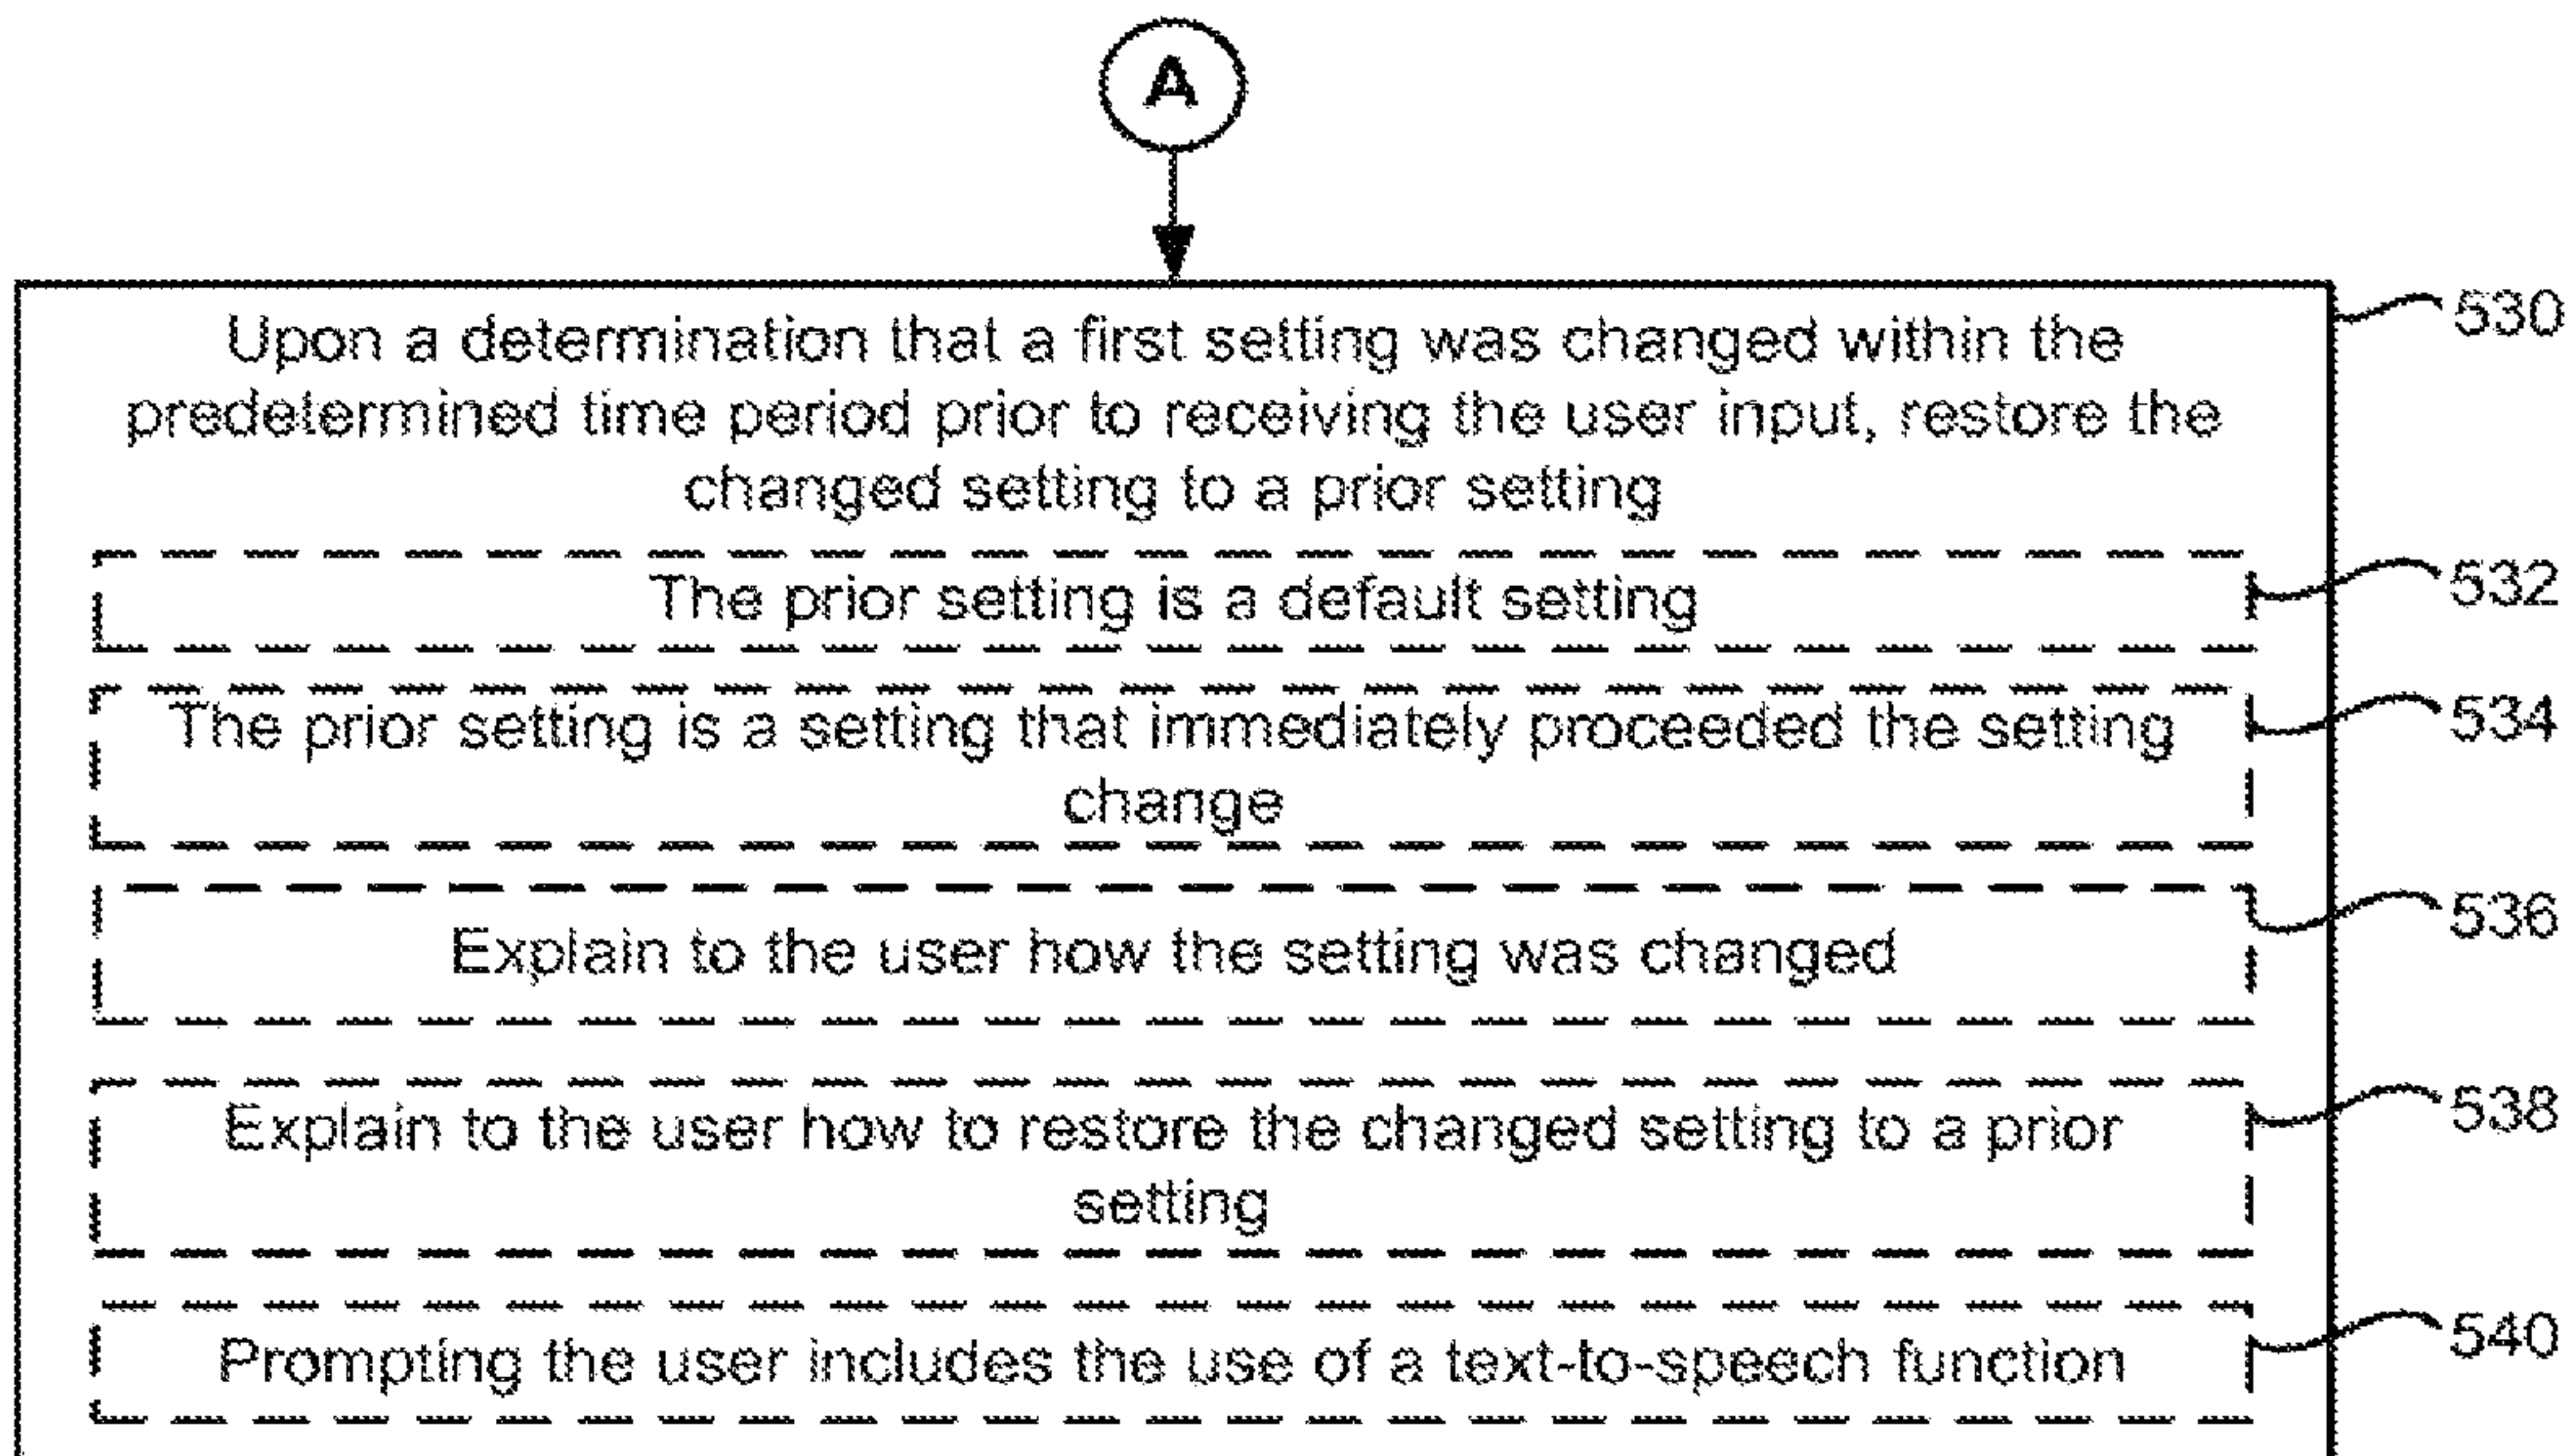 A
Upon a determination that a first setting was changed within the
530
predetermined time period prior to receiving the user input, restore the
changed setting to a prior setting
The prior setting is a default setting
532
The prior setting is a setting that immediately proceeded the setting
534
change
Explain to the user how the setting was changed
536
Explain to the user how to restore the changed setting to a prior
538
setting
Prompting the user includes the use of a text-to-speech function
540